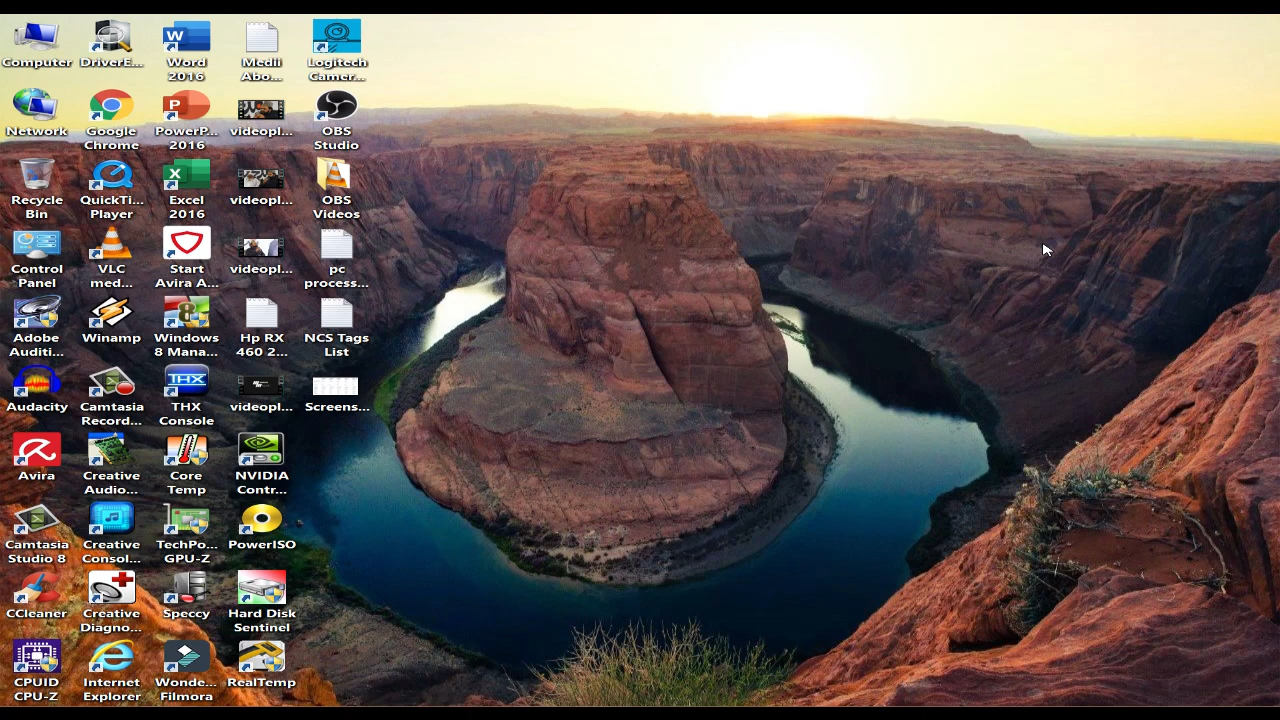 Computer
DriverE...
Word
2016
Medii
Abo...
Logitech
Camer...
Network
Google
Chrome
PowerP...
2016
videopl...
OBS
Studio
Recycle
Bin
QuickTi...
Player
Excel
2016
videopl...
OBS
Videos
Control
Panel
VLC
med...
Start
Avira A...
videopl...
pc
process...
Adobe
Auditi...
Winamp
Windows
8 Mana...
Hp RX
460 2...
NCS Tags
List
Audacity
Camtasia
Record...
THX
Console
videopl...
Screens...
Avira
Creative
Audio...
Core
Temp
NVIDIA
Contr...
Camtasia
Studio 8
Creative
Consol...
TechPo...
GPU-Z
PowerISO
CCleaner
Creative
Diagno...
Speccy
Hard Disk
Sentinel
CPUID
CPU-Z
Internet
Explorer
Wonde...
Filmora
RealTemp